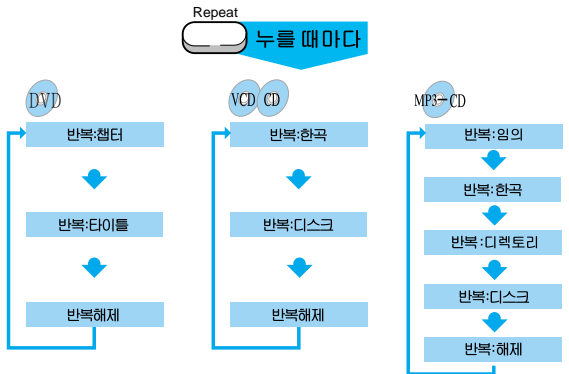 Repeat
누를 때마다
DVD
반복:챕터
반복:타이틀
반복해제
VCD CD
반복:한곡
반복:디스크
반복해제
MP3-CD
반복:임의
반복:한곡
반복:디렉토리
반복:디스크
반복:해제